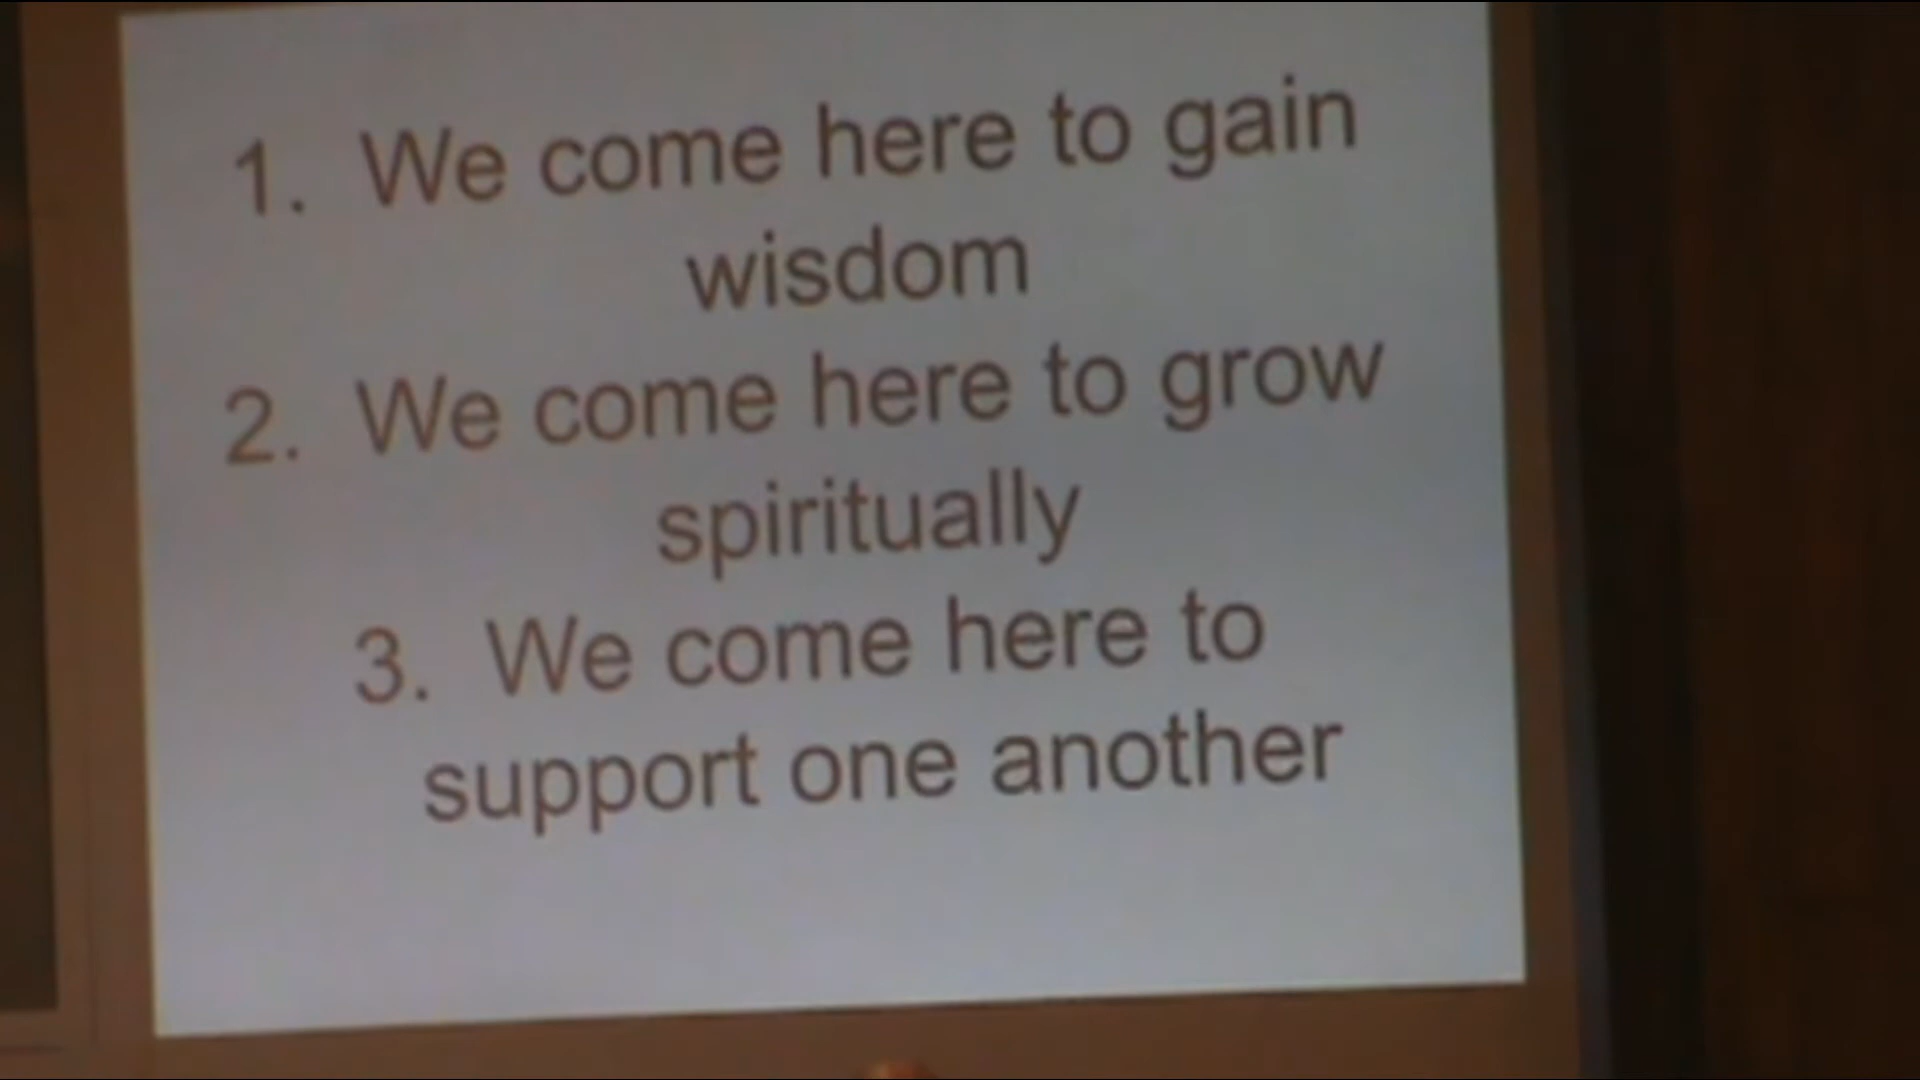 1. We come here to gain
wisdom
2. We come here to grow
spiritually
3. We come here to
support one another